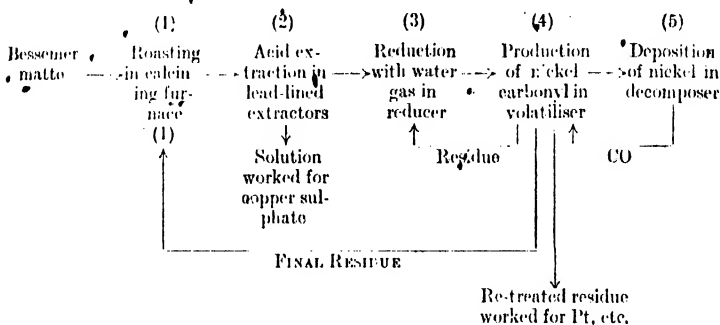 (1) (2) (3) (4) (5)
Bessemer Roasting Acid ex- Reduction Production Deposition
matte in calcin- traction in with water of nickel of nickel in
ing fur- lead-lined gas in carbonyl in decomposer
nace extractors reducer volatiliser
(1)
Solution Residue CO
worked for
copper sul-
phate
FINAL RESIDUE
Re-treated residue
worked for Pt, etc.